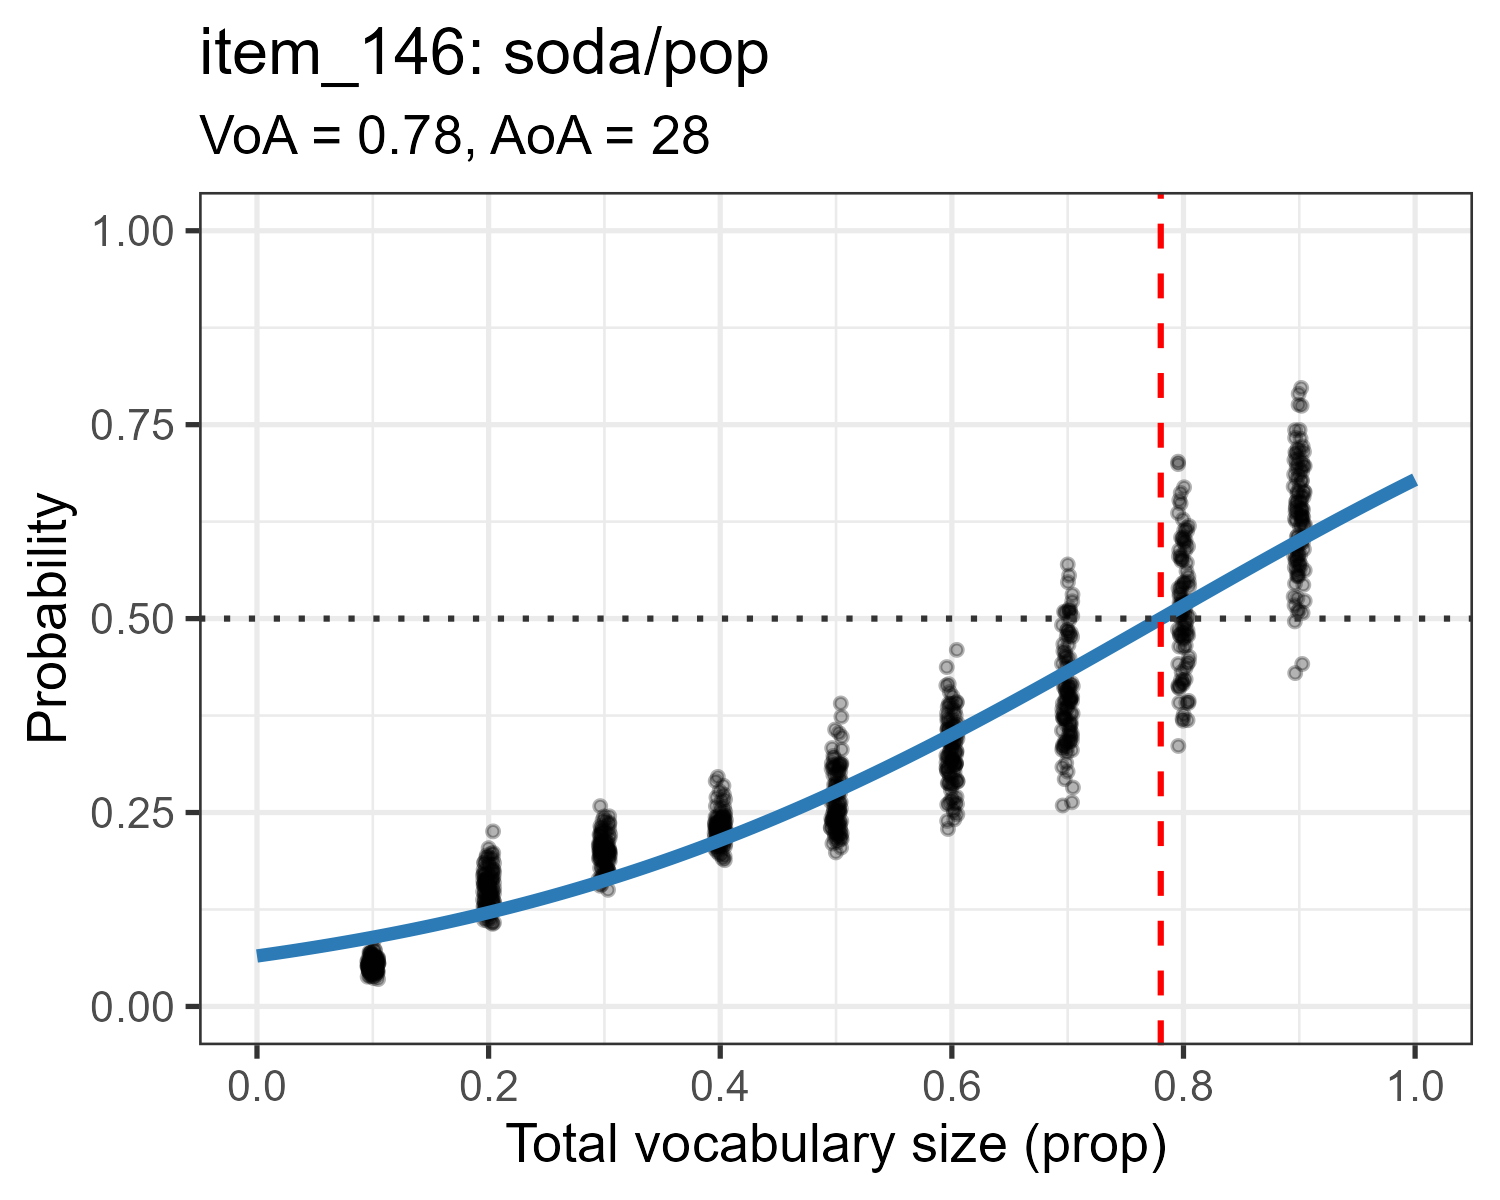 item_146: soda/pop
VoA = 0.78, AoA = 28
1.00
0.75
0.50
0.25
0.00
Probability
0.0 0.2 0.4 0.6 0.8 1.0
Total vocabulary size (prop)